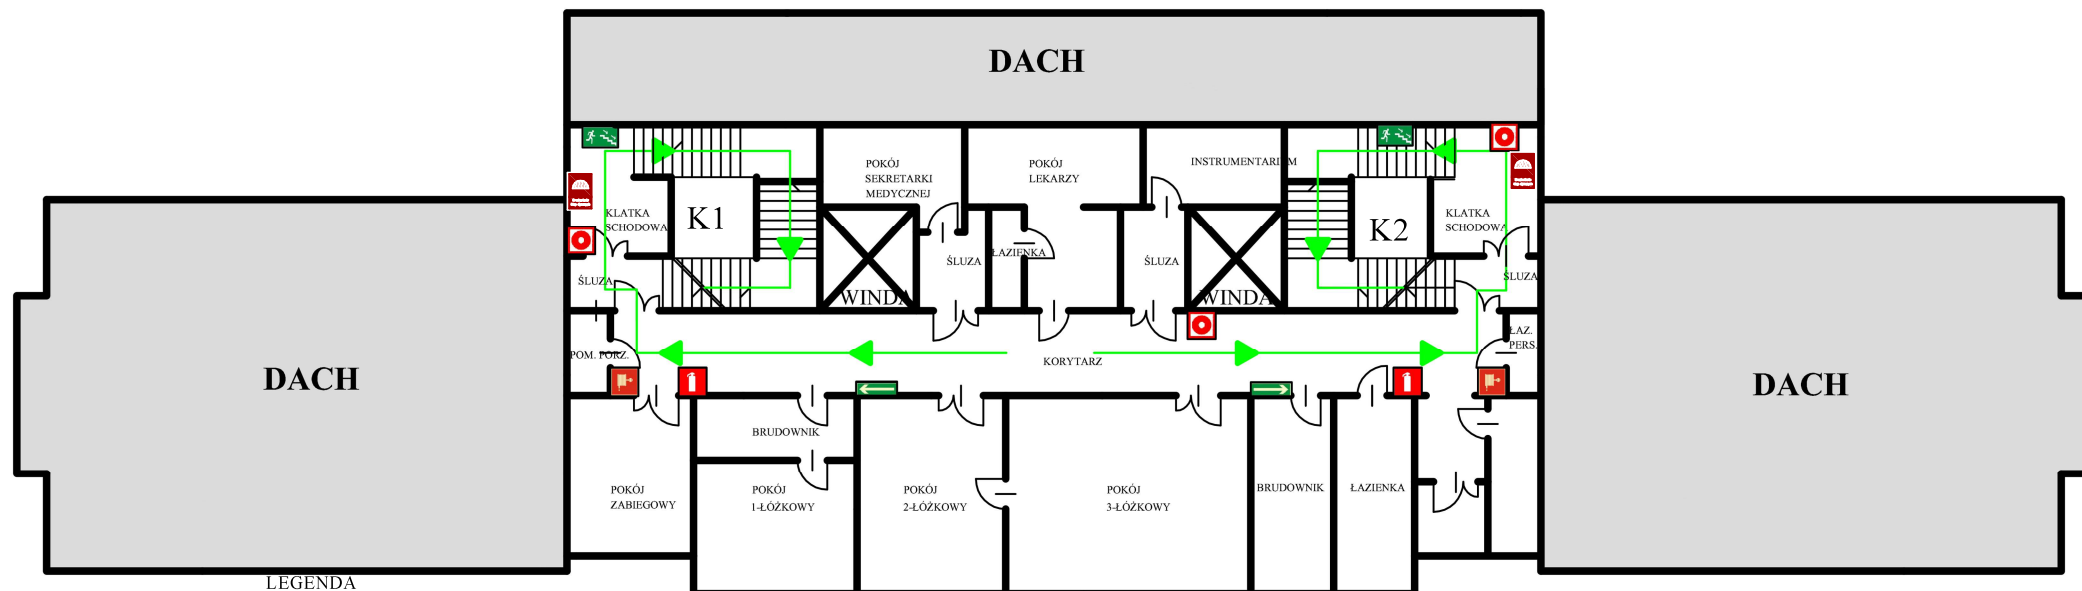 DACH
POKÓJ
SEKRETARKI
MEDYCZNEJ
POKÓJ
LEKARZY
INSTRUMENTARIUM
KLATKA
SCHODOWA
K1
K2
KLATKA
SCHODOWA
ŚLUZA
WINDA
ŚLUZA
ŁAZIENKA
ŚLUZA
WINDA
ŚLUZA
POM. PORZ.
KORYTARZ
ŁAZ.
PERS.
DACH
DACH
BRUDOWNIK
POKÓJ
ZABIEGOWY
POKÓJ
1-ŁÓŻKOWY
POKÓJ
2-ŁÓŻKOWY
POKÓJ
3-ŁÓŻKOWY
BRUDOWNIK
ŁAZIENKA
LEGENDA